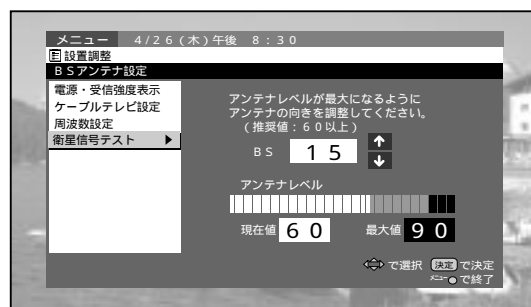 メニュー 4/26(木)午後 8:30
設置調整
BSアンテナ設定
電源・受信強度表示
ケーブルテレビ設定
周波数設定
衛星信号テスト ▶
アンテナレベルが最大になるように
アンテナの向きを調整してください。
(推奨値:60以上)
BS 15
アンテナレベル
現在値 60 最大値 90
で選択 決定 で決定
メニュー で終了